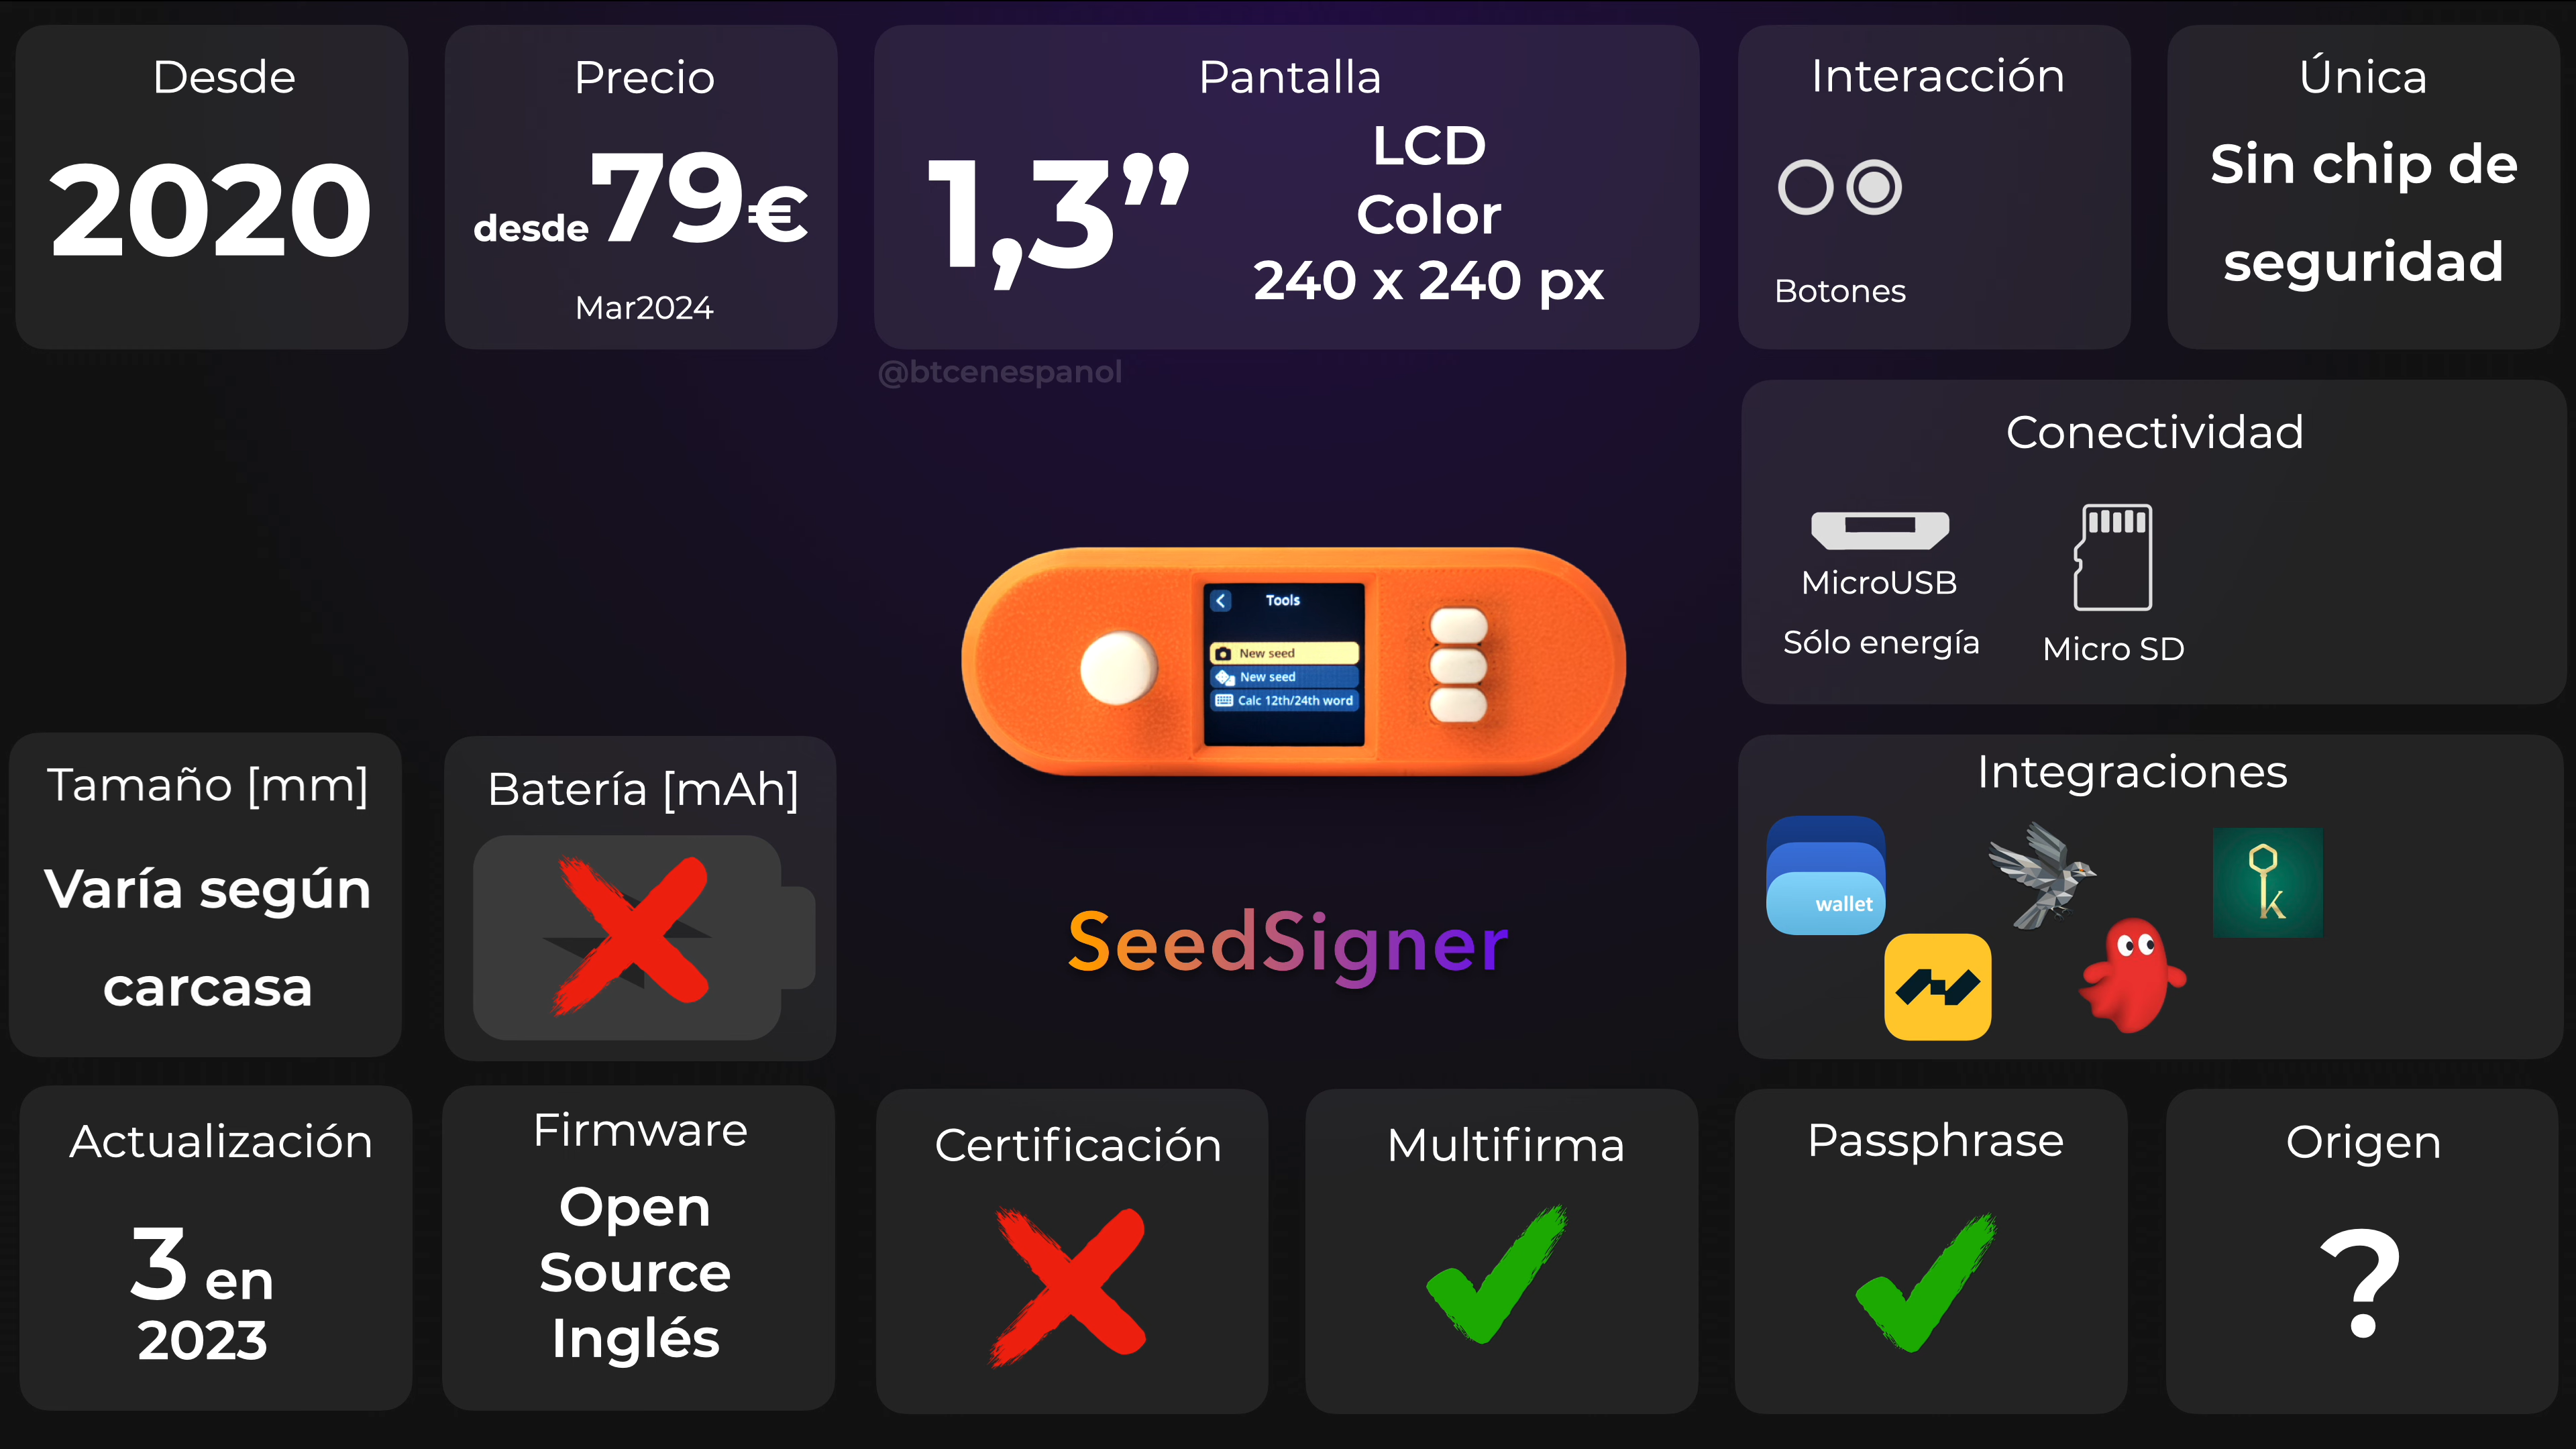 Desde
2020
Precio
desde 79€
Mar2024
Pantalla
1,3”
LCD
Color
240 x 240 px
Interacción
Botones
Única
Sin chip de
seguridad
@btcenespanol
Conectividad
MicroUSB
Sólo energía
Micro SD
Tools
New seed
New seed
Calc 12th/24th word
SeedSigner
Tamaño [mm]
Varía según
carcasa
Batería [mAh]
Integraciones
wallet
k
Actualización
3 en
2023
Firmware
Open
Source
Inglés
Certificación
Multifirma
Passphrase
Origen
?